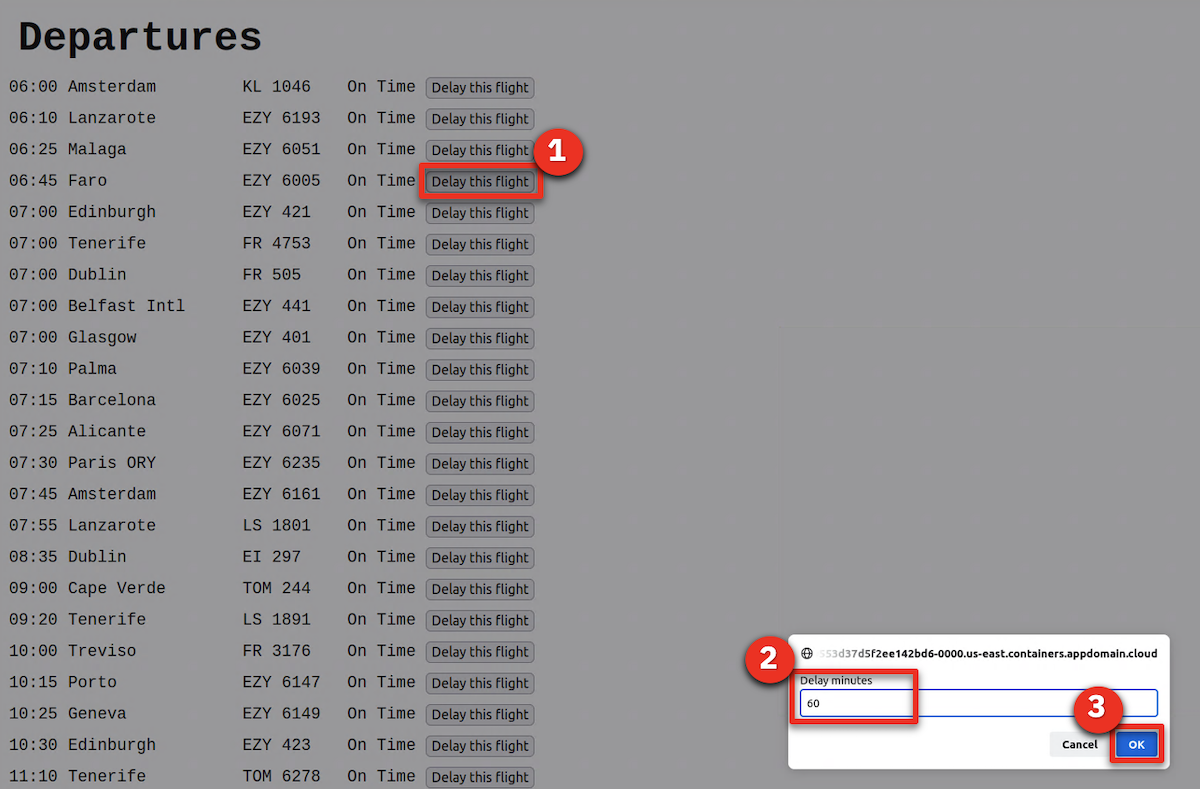 Departures
06:00 Amsterdam KL 1046 On Time Delay this flight
06:10 Lanzarote EZY 6193 On Time Delay this flight
06:25 Malaga EZY 6051 On Time Delay this flight 1
06:45 Faro EZY 6005 On Time Delay this flight
07:00 Edinburgh EZY 421 On Time Delay this flight
07:00 Tenerife FR 4753 On Time Delay this flight
07:00 Dublin FR 505 On Time Delay this flight
07:00 Belfast Intl EZY 441 On Time Delay this flight
07:00 Glasgow EZY 401 On Time Delay this flight
07:10 Palma EZY 6039 On Time Delay this flight
07:15 Barcelona EZY 6025 On Time Delay this flight
07:25 Alicante EZY 6071 On Time Delay this flight
07:30 Paris ORY EZY 6235 On Time Delay this flight
07:45 Amsterdam EZY 6161 On Time Delay this flight
07:55 Lanzarote LS 1801 On Time Delay this flight
08:35 Dublin EI 297 On Time Delay this flight
09:00 Cape Verde TOM 244 On Time Delay this flight
09:20 Tenerife LS 1891 On Time Delay this flight
10:00 Treviso FR 3176 On Time Delay this flight
10:15 Porto EZY 6147 On Time Delay this flight
10:25 Geneva EZY 6149 On Time Delay this flight
10:30 Edinburgh EZY 423 On Time Delay this flight
11:10 Tenerife TOM 6278 On Time Delay this flight
2 553d37d5f2ee142bd6-0000.us-east.containers.appdomain.cloud
Delay minutes
60
3
Cancel OK